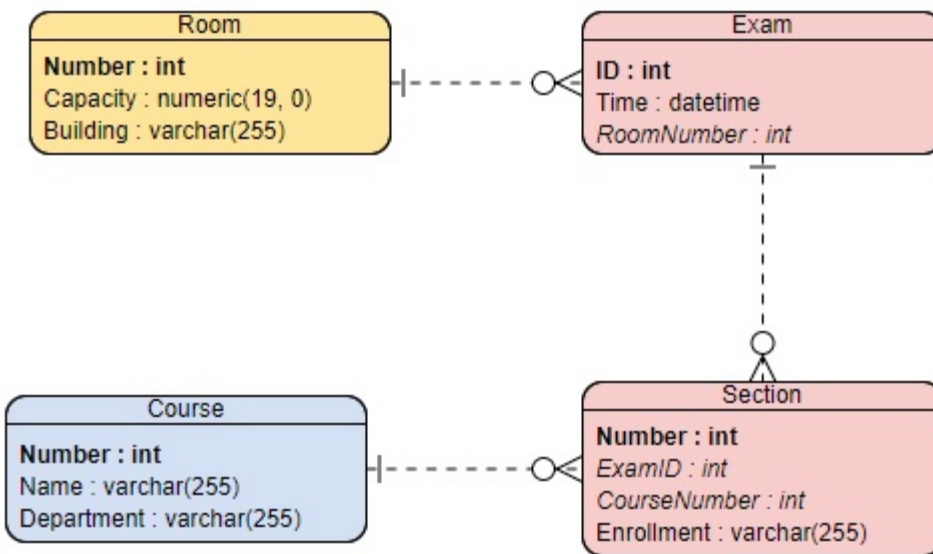 Room
Number : int
Capacity : numeric(19, 0)
Building : varchar(255)
Exam
ID : int
Time : datetime
RoomNumber : int
Course
Number : int
Name : varchar(255)
Department : varchar(255)
Section
Number : int
ExamID : int
CourseNumber : int
Enrollment : varchar(255)